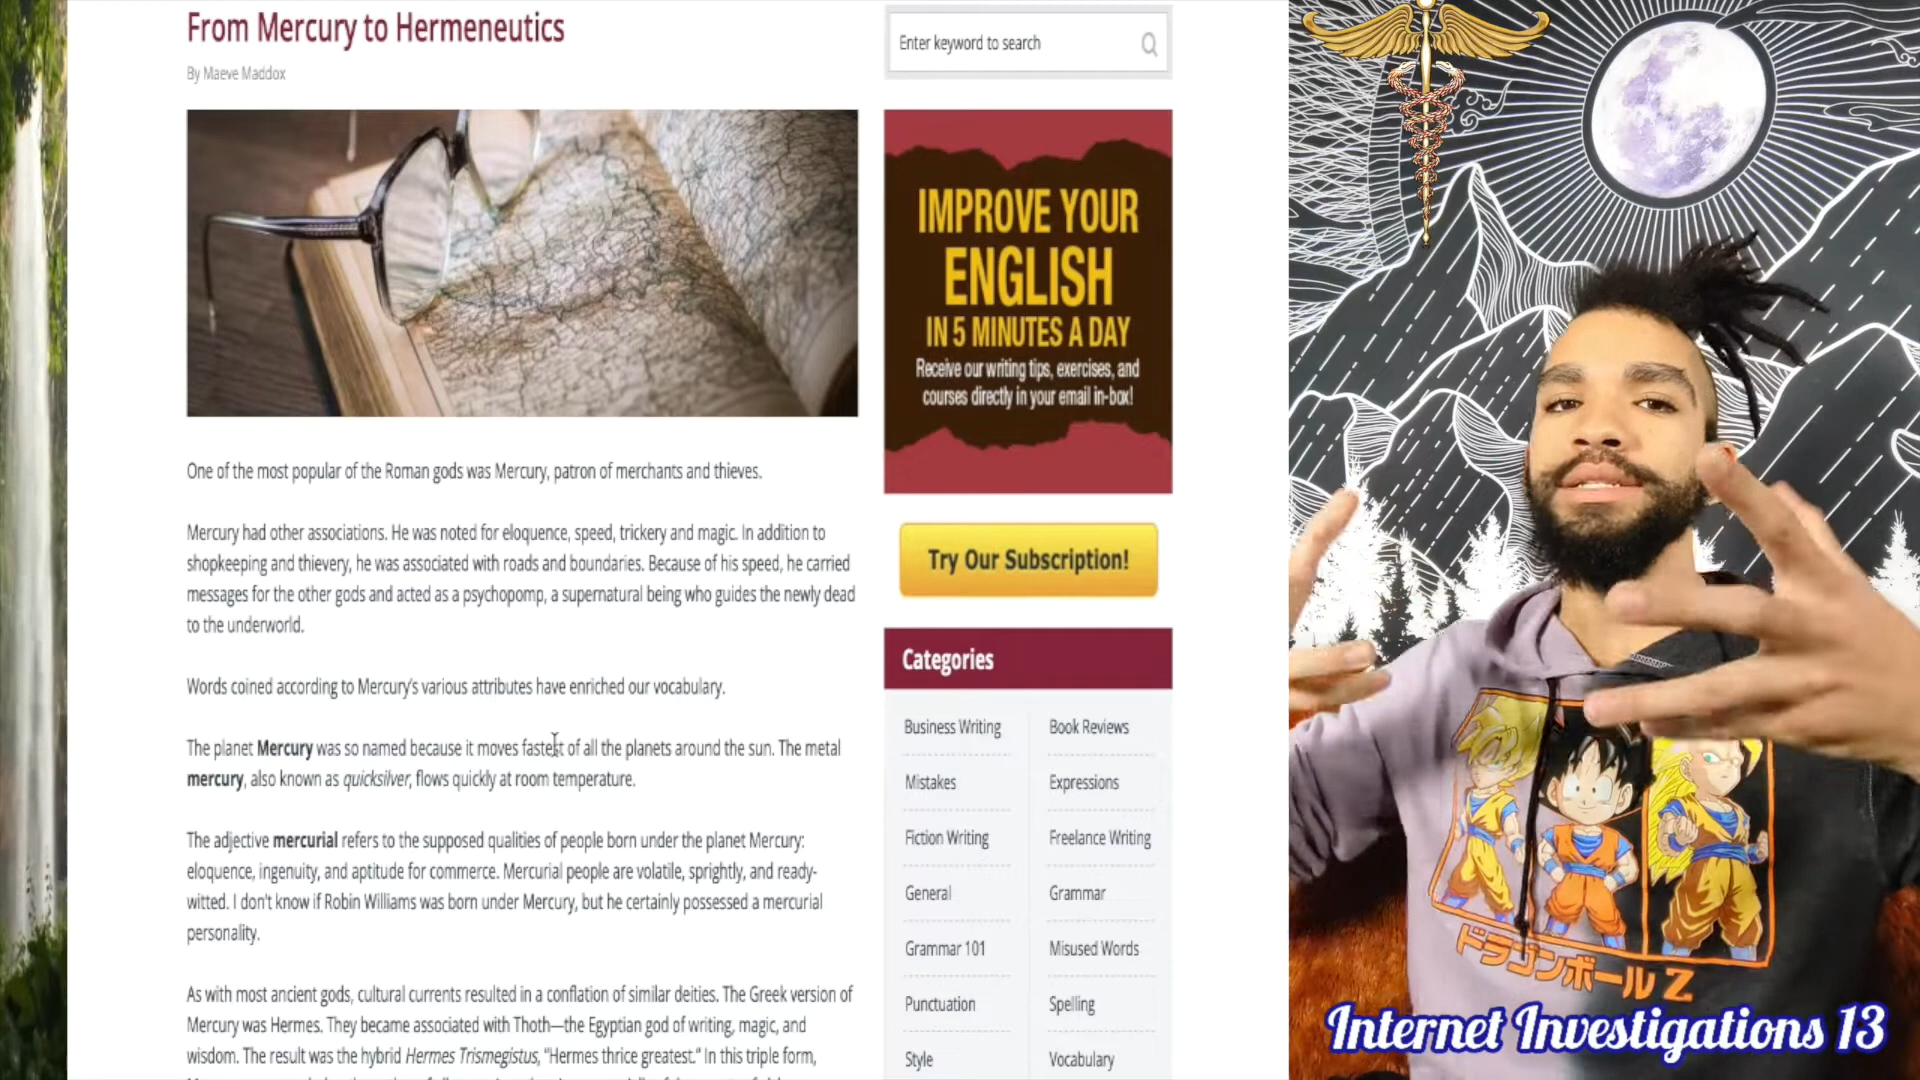 From Mercury to Hermeneutics
By Maeve Maddox
One of the most popular of the Roman gods was Mercury, patron of merchants and thieves.
Mercury had other associations. He was noted for eloquence, speed, trickery and magic. In addition to
shopkeeping and thievery, he was associated with roads and boundaries. Because of his speed, he carried
messages for the other gods and acted as a psychopomp, a supernatural being who guides the newly dead
to the underworld.
Words coined according to Mercury's various attributes have enriched our vocabulary.
The planet Mercury was so named because it moves fastest of all the planets around the sun. The metal
mercury, also known as quicksilver, flows quickly at room temperature.
The adjective mercurial refers to the supposed qualities of people born under the planet Mercury:
eloquence, ingenuity, and aptitude for commerce. Mercurial people are volatile, sprightly, and ready-
witted. I don't know if Robin Williams was born under Mercury, but he certainly possessed a mercurial
personality.
As with most ancient gods, cultural currents resulted in a conflation of similar deities. The Greek version of
Mercury was Hermes. They became associated with Thoth—the Egyptian god of writing, magic, and
wisdom. The result was the hybrid Hermes Trismegistus, "Hermes thrice greatest." In this triple form,
Enter keyword to search
IMPROVE YOUR
ENGLISH
IN 5 MINUTES A DAY
Receive our writing tips, exercises, and
courses directly in your email in-box!
Try Our Subscription!
Categories
Business Writing
Book Reviews
Mistakes
Expressions
Fiction Writing
Freelance Writing
General
Grammar
Grammar 101
Misused Words
Punctuation
Spelling
Style
Vocabulary
ドラゴンボールZ
Internet Investigations 13